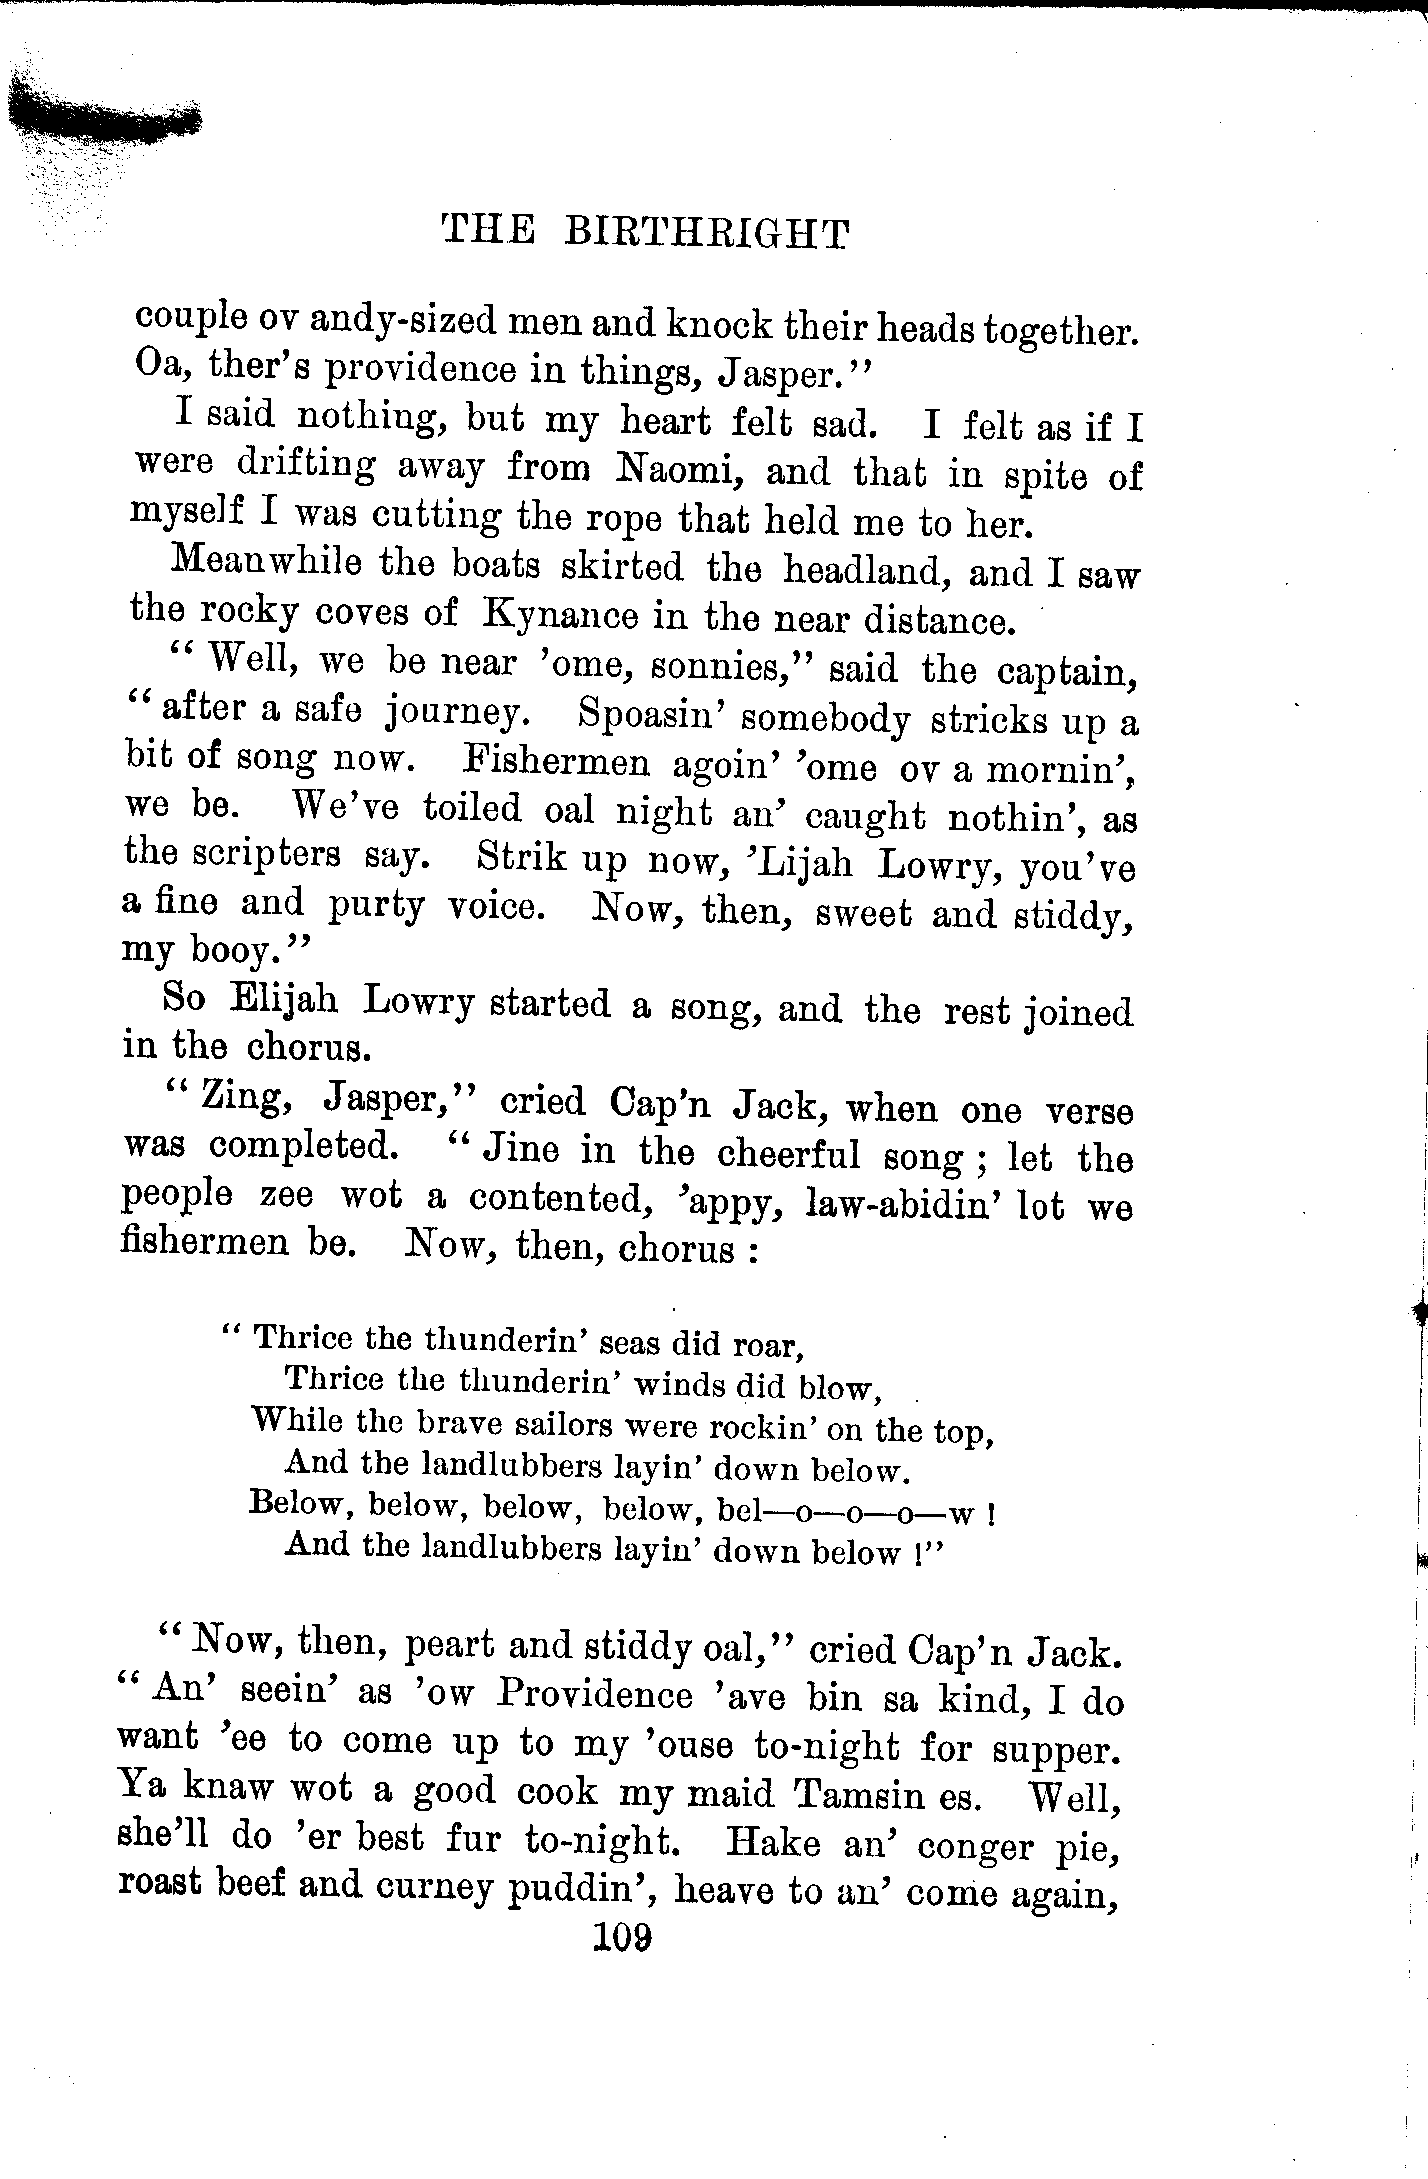 THE BIRTHRIGHT
couple ov andy-sized men and knock their heads together.
Oa, ther's providence in things, Jasper."
I said nothing, but my heart felt sad. I felt as if I
were drifting away from Naomi, and that in spite of
myself I was cutting the rope that held me to her.
Meanwhile the boats skirted the headland, and I saw
the rocky coves of Kynance in the near distance.
"Well, we be near 'ome, sonnies," said the captain,
"after a safe journey. Spoasin' somebody stricks up a
bit of song now. Fishermen agoin' 'ome ov a mornin',
we be. We've toiled oal night an' caught nothin', as
the scripters say. Strik up now, 'Lijah Lowry, you've
a fine and purty voice. Now, then, sweet and stiddy,
my booy."
So Elijah Lowry started a song, and the rest joined
in the chorus.
"Zing, Jasper," cried Cap'n Jack, when one verse
was completed. "Jine in the cheerful song; let the
people zee wot a contented, 'appy, law-abidin' lot we
fishermen be. Now, then, chorus:
"Thrice the thunderin' seas did roar,
Thrice the thunderin' winds did blow,
While the brave sailors were rockin' on the top,
And the landlubbers layin' down below.
Below, below, below, below, bel—o—o—o—w!
And the landlubbers layin' down below!"
"Now, then, peart and stiddy oal," cried Cap'n Jack.
"An' seein' as 'ow Providence 'ave bin sa kind, I do
want 'ee to come up to my 'ouse to-night for supper.
Ya knaw wot a good cook my maid Tamsin es. Well,
she'll do 'er best fur to-night. Hake an' conger pie,
roast beef and curney puddin', heave to an' come again,
109